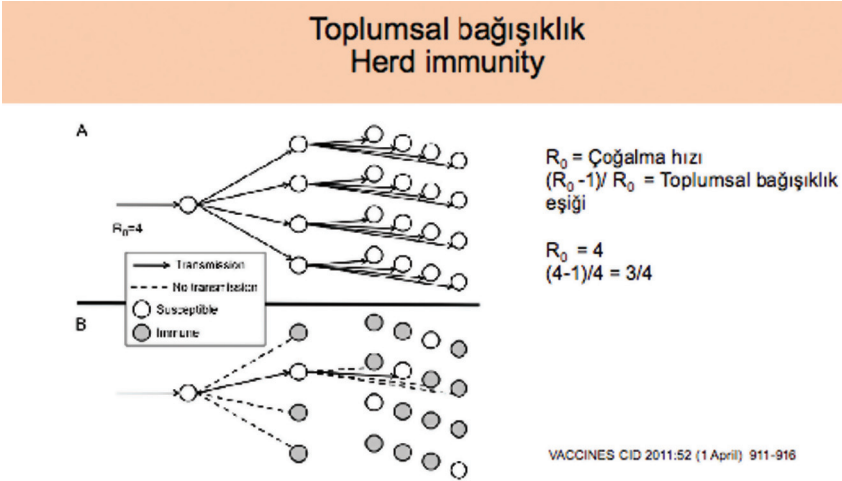 Toplumsal bağışıklık
Herd immunity
A
R0=4
Transmission
No transmission
Susceptible
Immune
B
R0 = Çoğalma hızı
(R0 -1)/ R0 = Toplumsal bağışıklık
eşiği
R0 = 4
(4-1)/4 = 3/4
VACCINES CID 2011:52 (1 April) 911-916